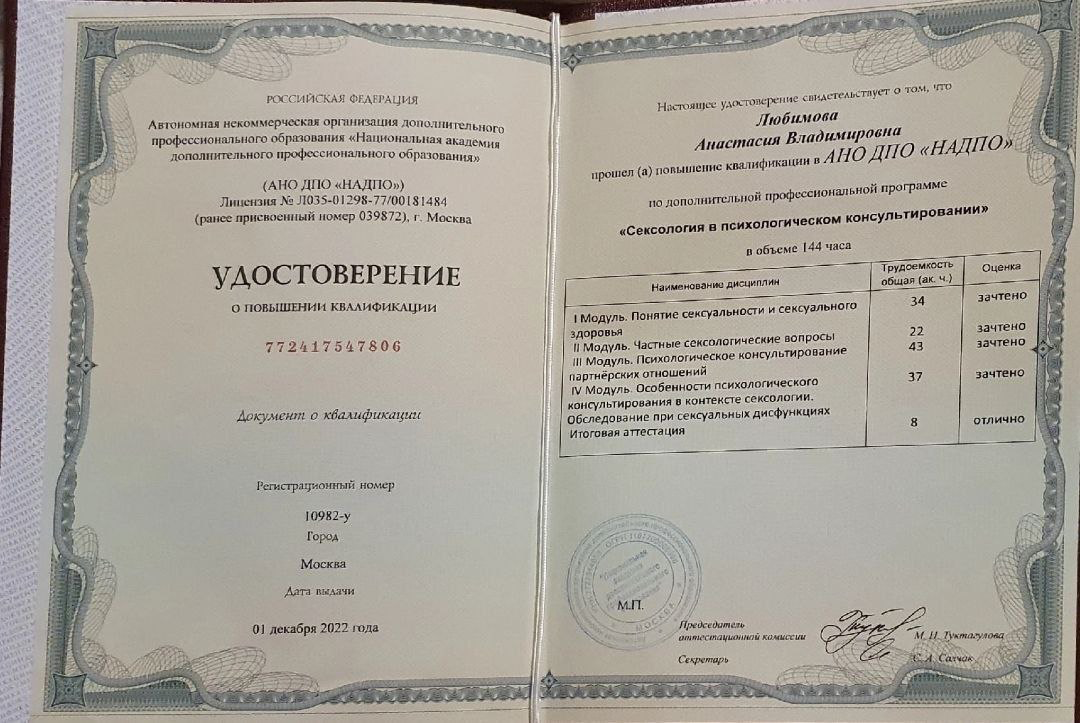 РОССИЙСКАЯ ФЕДЕРАЦИЯ
Автономная некоммерческая организация дополнительного
профессионального образования «Национальная академия
дополнительного профессионального образования»
(АНО ДПО «НАДПО»)
Лицензия № Л035-01298-77/00181484
(ранее присвоенный номер 039872), г. Москва
УДОСТОВЕРЕНИЕ
О ПОВЫШЕНИИ КВАЛИФИКАЦИИ
772417547806
Документ о квалификации
Регистрационный номер
10982-у
Город
Москва
Дата выдачи
01 декабря 2022 года
Настоящее удостоверение свидетельствует о том, что
Любимова
Анастасия Владимировна
прошел (а) повышение квалификации в АНО ДПО «НАДПО»
по дополнительной профессиональной программе
«Сексология в психологическом консультировании»
в объеме 144 часа
Наименование дисциплин Трудоемкость общая (ак. ч.) Оценка
I Модуль. Понятие сексуальности и сексуального 34 зачтено
здоровья
II Модуль. Частные сексологические вопросы 22 зачтено
III Модуль. Психологическое консультирование 43 зачтено
партнёрских отношений
IV Модуль. Особенности психологического 37 зачтено
консультирования в контексте сексологии.
Обследование при сексуальных дисфункциях
Итоговая аттестация 8 отлично
МОСКВА
М.П.
Председатель
аттестационной комиссии М. Н. Туктагулова
Секретарь С. А. Салчак